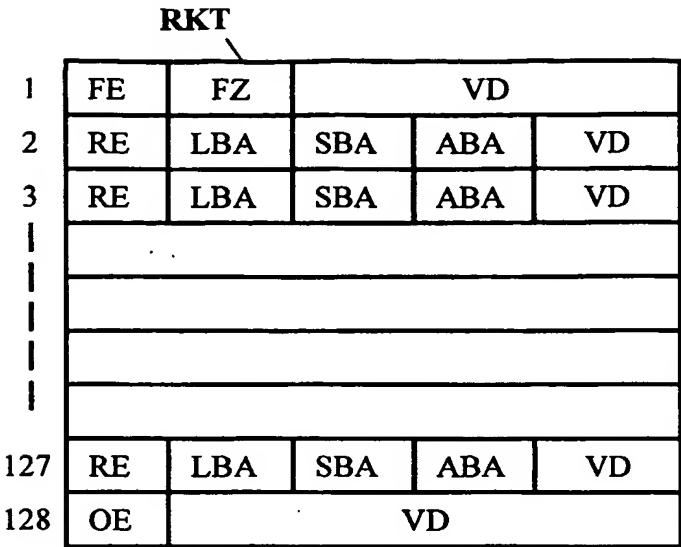 RKT
1 FE FZ VD
2 RE LBA SBA ABA VD
3 RE LBA SBA ABA VD
127 RE LBA SBA ABA VD
128 OE VD